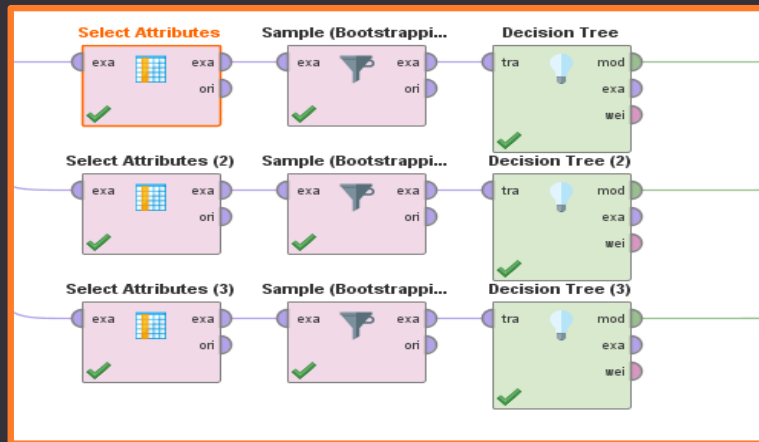 Select Attributes Sample (Bootstrappi... Decision Tree
exa exa exa exa tra mod
ori ori exa
wei
Select Attributes (2) Sample (Bootstrappi... Decision Tree (2)
exa exa exa exa tra mod
ori ori exa
wei
Select Attributes (3) Sample (Bootstrappi... Decision Tree (3)
exa exa exa exa tra mod
ori ori exa
wei